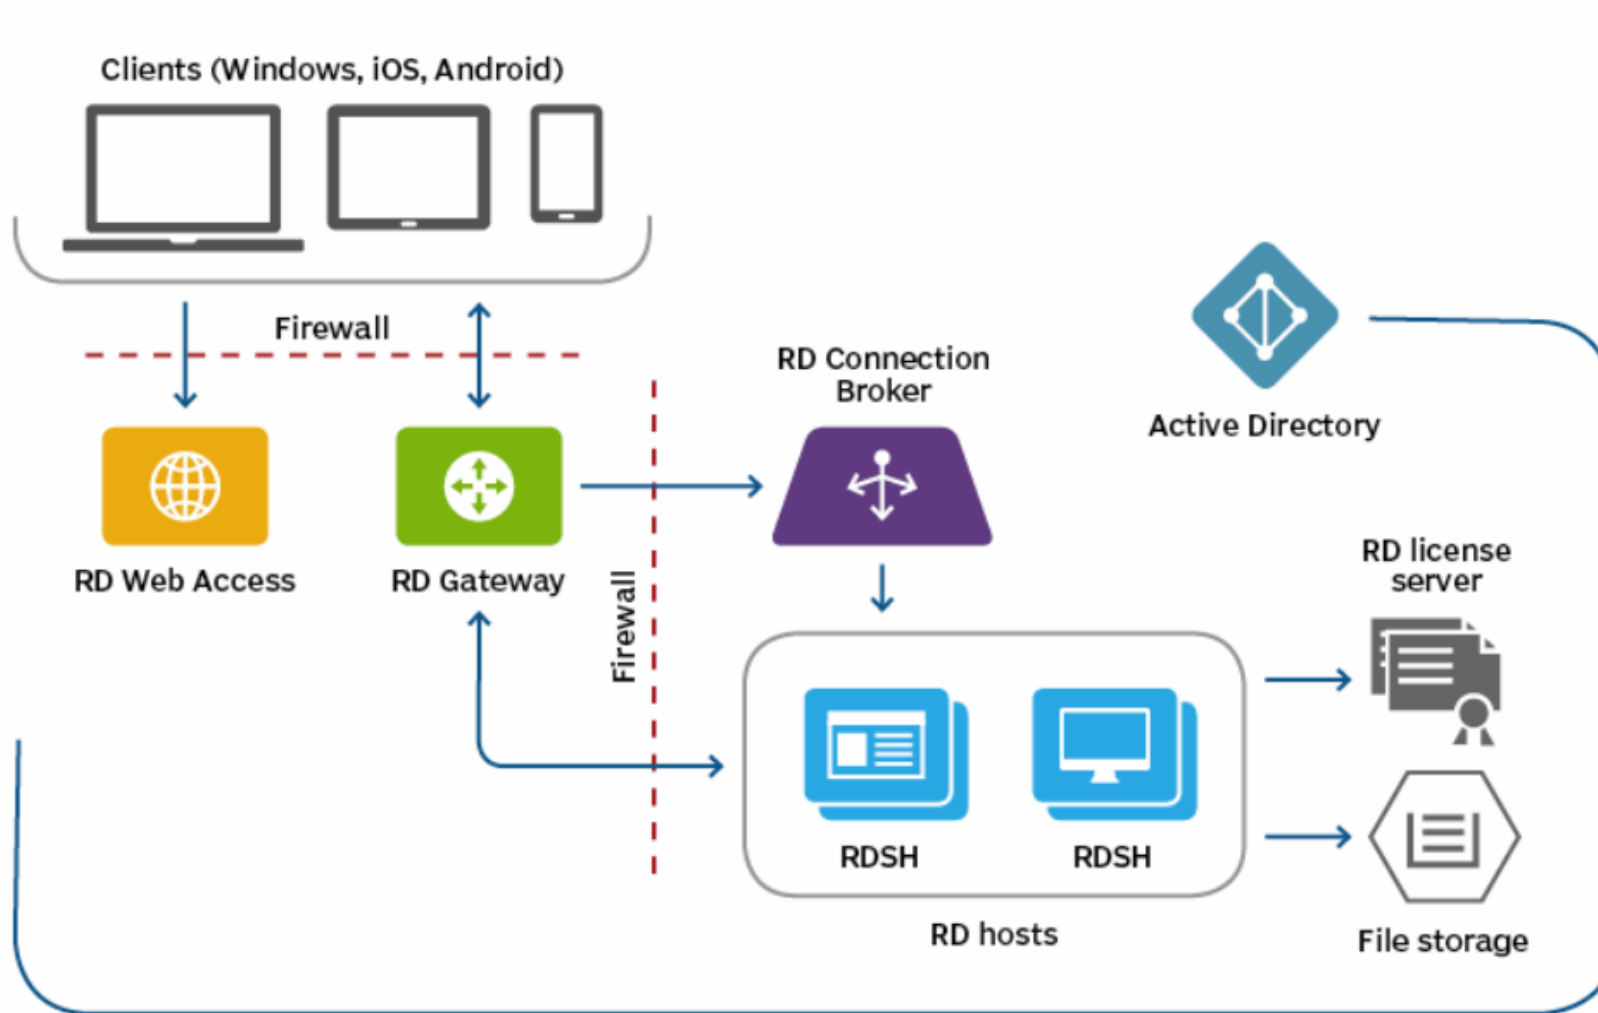 Clients (Windows, iOS, Android)
Firewall
RD Connection
Broker
Active Directory
RD Web Access
RD Gateway
Firewall
RD license
server
RDSH
RDSH
RD hosts
File storage